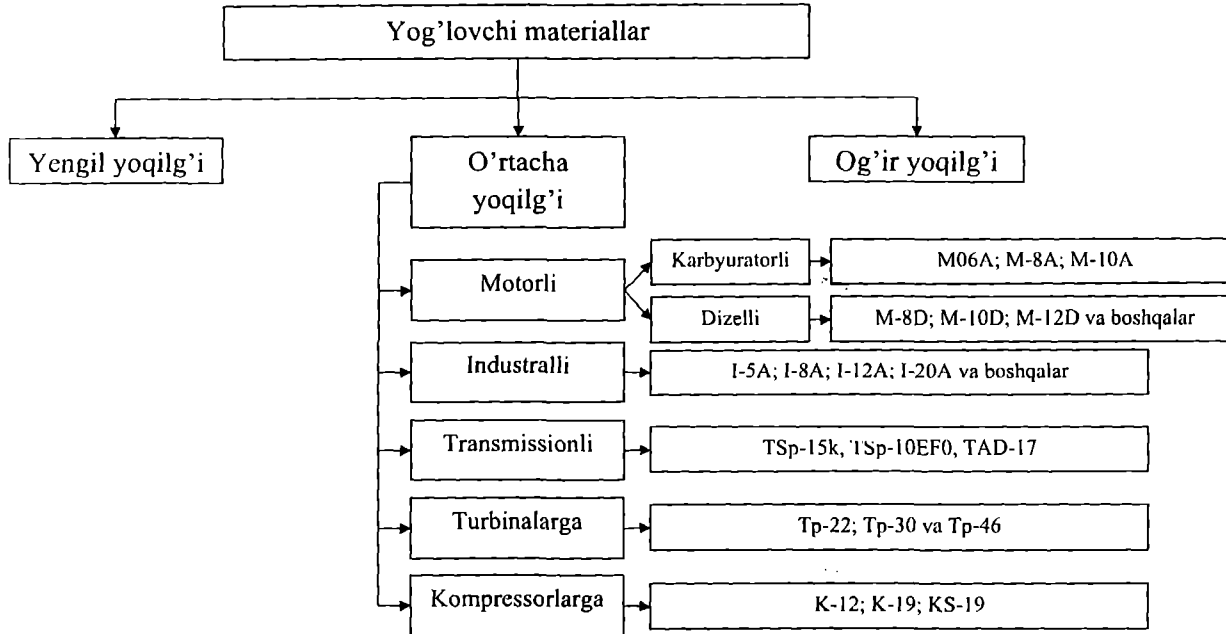 Yog’lovchi materiallar
Yengil yoqilg’i
O’rtacha
yoqilg’i
Og’ir yoqilg’i
Motorli
Karbyuratorli
M06A; M-8A; M-10A
Dizelli
M-8D; M-10D; M-12D va boshqalar
Industralli
I-5A; I-8A; I-12A; I-20A va boshqalar
Transmissionli
TSp-15k, TSp-10EF0, TAD-17
Turbinalarga
Tp-22; Tp-30 va Tp-46
Kompressorlarga
K-12; K-19; KS-19